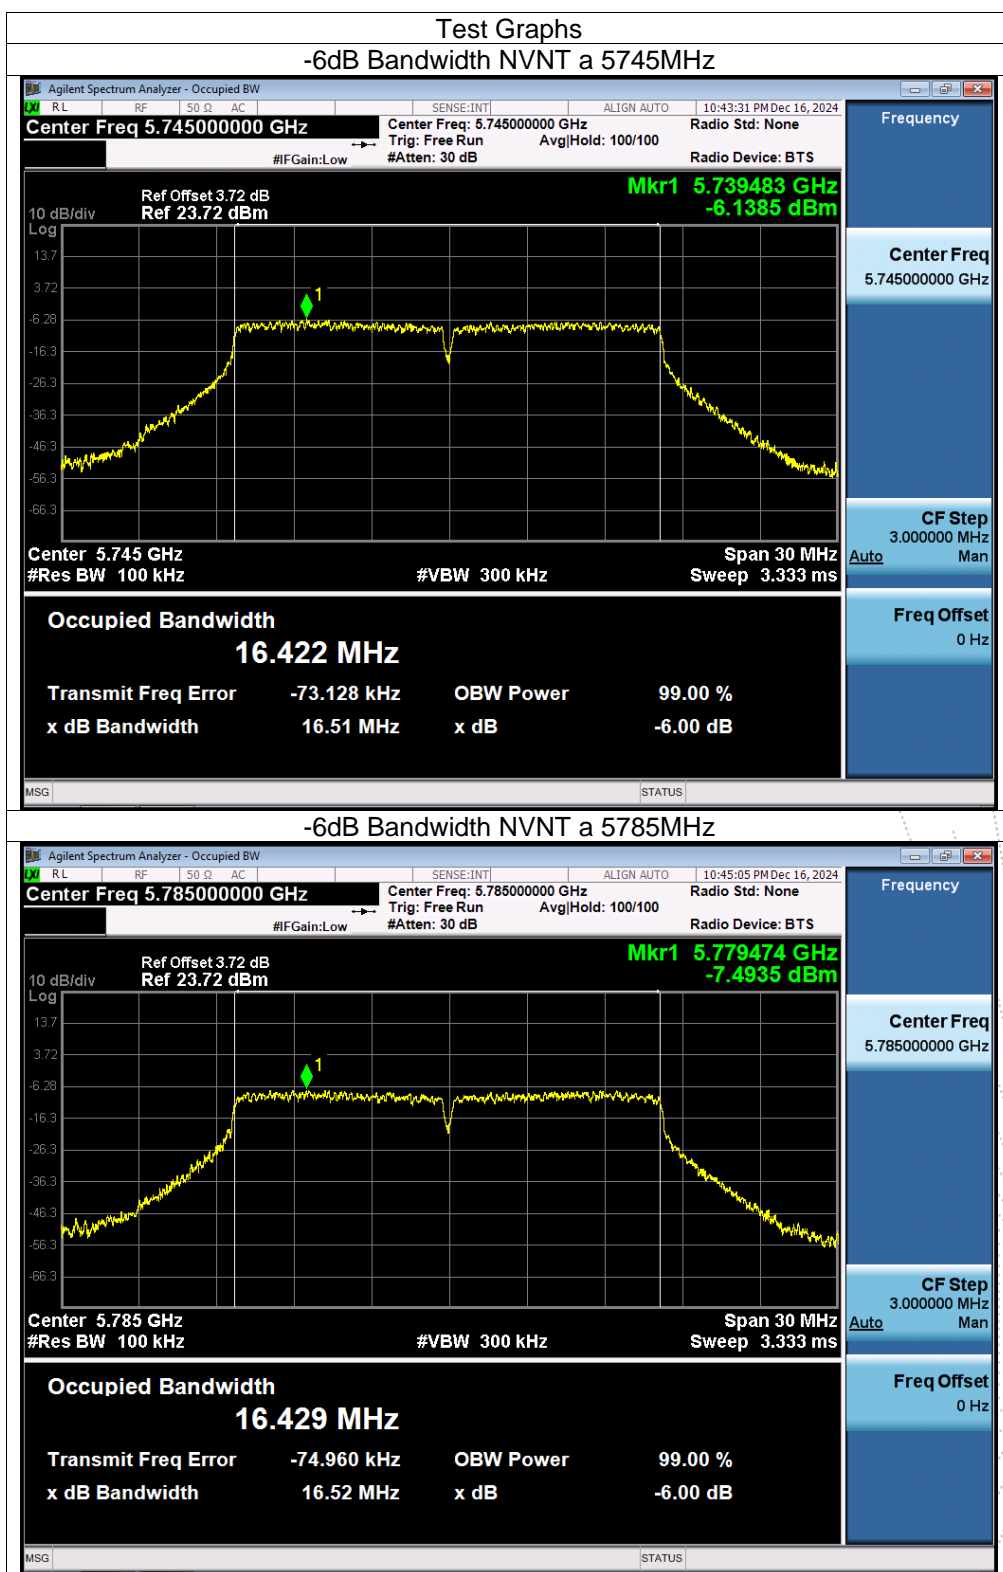 Test Graphs
-6dB Bandwidth NVNT a 5745MHz
Agilent Spectrum Analyzer - Occupied BW
LXI RL RF 50 Ω AC SENSE:INT ALIGN AUTO 10:43:31 PM Dec 16, 2024
Center Freq 5.745000000 GHz Center Freq: 5.745000000 GHz Radio Std: None
Trig: Free Run Avg|Hold: 100/100
#IFGain:Low #Atten: 30 dB Radio Device: BTS
Mkr1 5.739483 GHz
-6.1385 dBm
Ref Offset 3.72 dB
10 dB/div Ref 23.72 dBm
Log
13.7
3.72
1
-6.28
-16.3
-26.3
-36.3
-46.3
-56.3
-66.3
Center 5.745 GHz Span 30 MHz
#Res BW 100 kHz #VBW 300 kHz Sweep 3.333 ms
Occupied Bandwidth
16.422 MHz
Transmit Freq Error -73.128 kHz OBW Power 99.00 %
x dB Bandwidth 16.51 MHz x dB -6.00 dB
MSG STATUS
Frequency
Center Freq
5.745000000 GHz
CF Step
3.000000 MHz
Auto Man
Freq Offset
0 Hz
-6dB Bandwidth NVNT a 5785MHz
Agilent Spectrum Analyzer - Occupied BW
LXI RL RF 50 Ω AC SENSE:INT ALIGN AUTO 10:45:05 PM Dec 16, 2024
Center Freq 5.785000000 GHz Center Freq: 5.785000000 GHz Radio Std: None
Trig: Free Run Avg|Hold: 100/100
#IFGain:Low #Atten: 30 dB Radio Device: BTS
Mkr1 5.779474 GHz
-7.4935 dBm
Ref Offset 3.72 dB
10 dB/div Ref 23.72 dBm
Log
13.7
3.72
1
-6.28
-16.3
-26.3
-36.3
-46.3
-56.3
-66.3
Center 5.785 GHz Span 30 MHz
#Res BW 100 kHz #VBW 300 kHz Sweep 3.333 ms
Occupied Bandwidth
16.429 MHz
Transmit Freq Error -74.960 kHz OBW Power 99.00 %
x dB Bandwidth 16.52 MHz x dB -6.00 dB
MSG STATUS
Frequency
Center Freq
5.785000000 GHz
CF Step
3.000000 MHz
Auto Man
Freq Offset
0 Hz